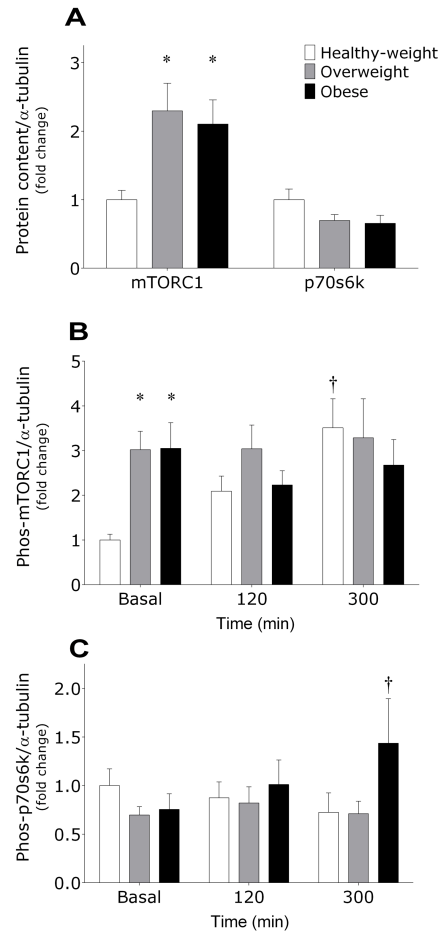 A
Healthy-weight
Overweight
Obese
Protein content/α-tubulin
(fold change)
3
2
1
0
* *
mTORC1 p70s6k
B
Phos-mTORC1/α-tubulin
(fold change)
5
4
3
2
1
0
* * †
Basal 120 300
Time (min)
C
Phos-p70s6k/α-tubulin
(fold change)
2.0
1.5
1.0
0.5
0.0
†
Basal 120 300
Time (min)